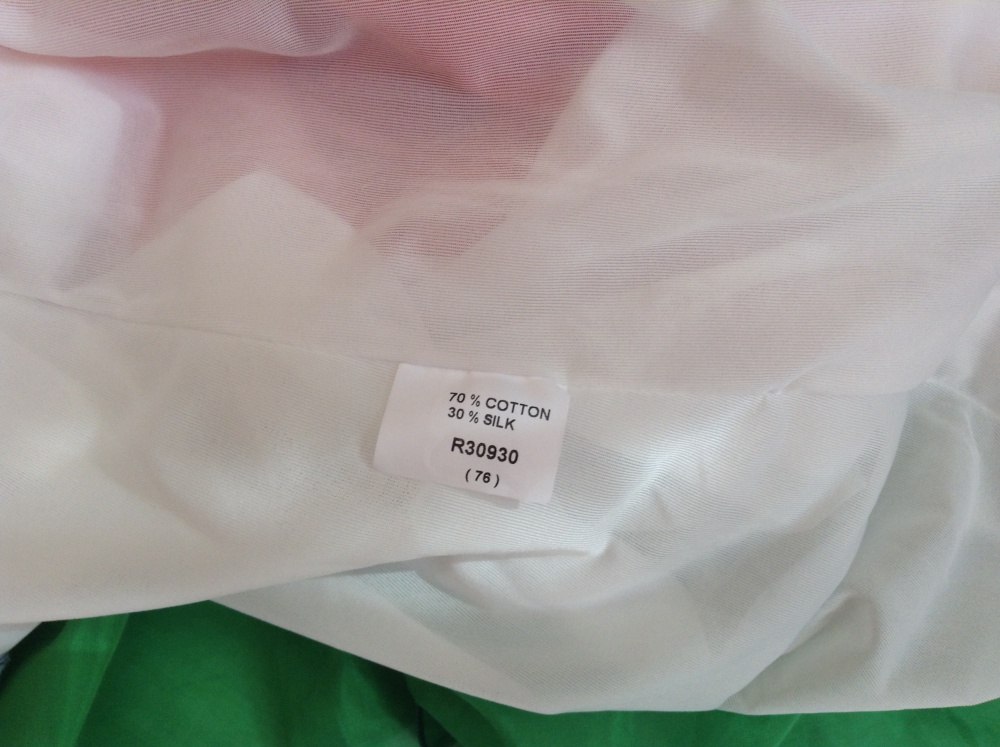 70 % COTTON
30 % SILK
R30930
( 76 )